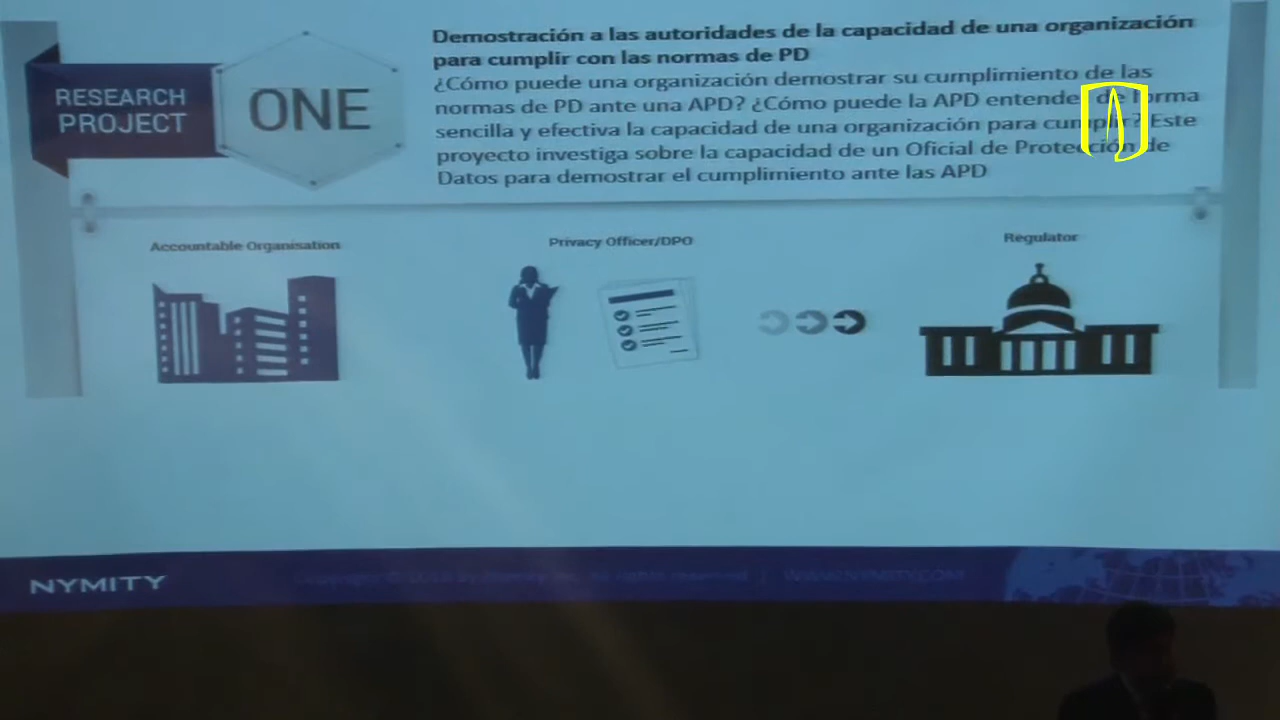 Demostración a las autoridades de la capacidad de una organización
para cumplir con las normas de PD
¿Cómo puede una organización demostrar su cumplimiento de las
normas de PD ante una APD? ¿Cómo puede la APD entender de forma
sencilla y efectiva la capacidad de una organización para cumplir? Este
proyecto investiga sobre la capacidad de un Oficial de Protección de
Datos para demostrar el cumplimiento ante las APD
RESEARCH
PROJECT
ONE
Accountable Organisation
Privacy Officer/DPO
Regulator
NYMITY